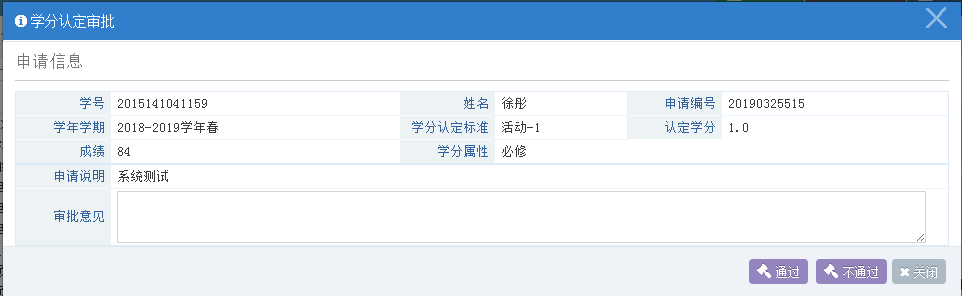 学分认定审批
申请信息
学号 2015141041159 姓名 徐彤 申请编号 20190325515
学年学期 2018-2019学年春 学分认定标准 活动-1 认定学分 1.0
成绩 84 学分属性 必修
申请说明 系统测试
审批意见
通过 不通过 关闭